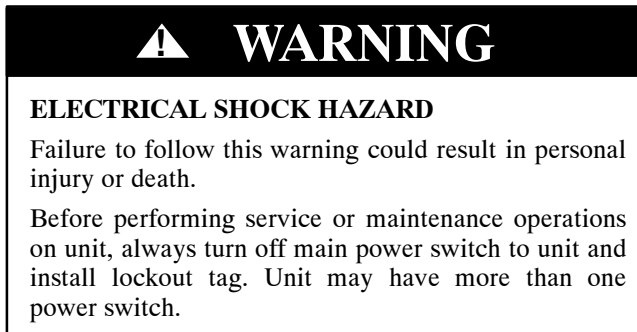 WARNING
ELECTRICAL SHOCK HAZARD
Failure to follow this warning could result in personal
injury or death.
Before performing service or maintenance operations
on unit, always turn off main power switch to unit and
install lockout tag. Unit may have more than one
power switch.